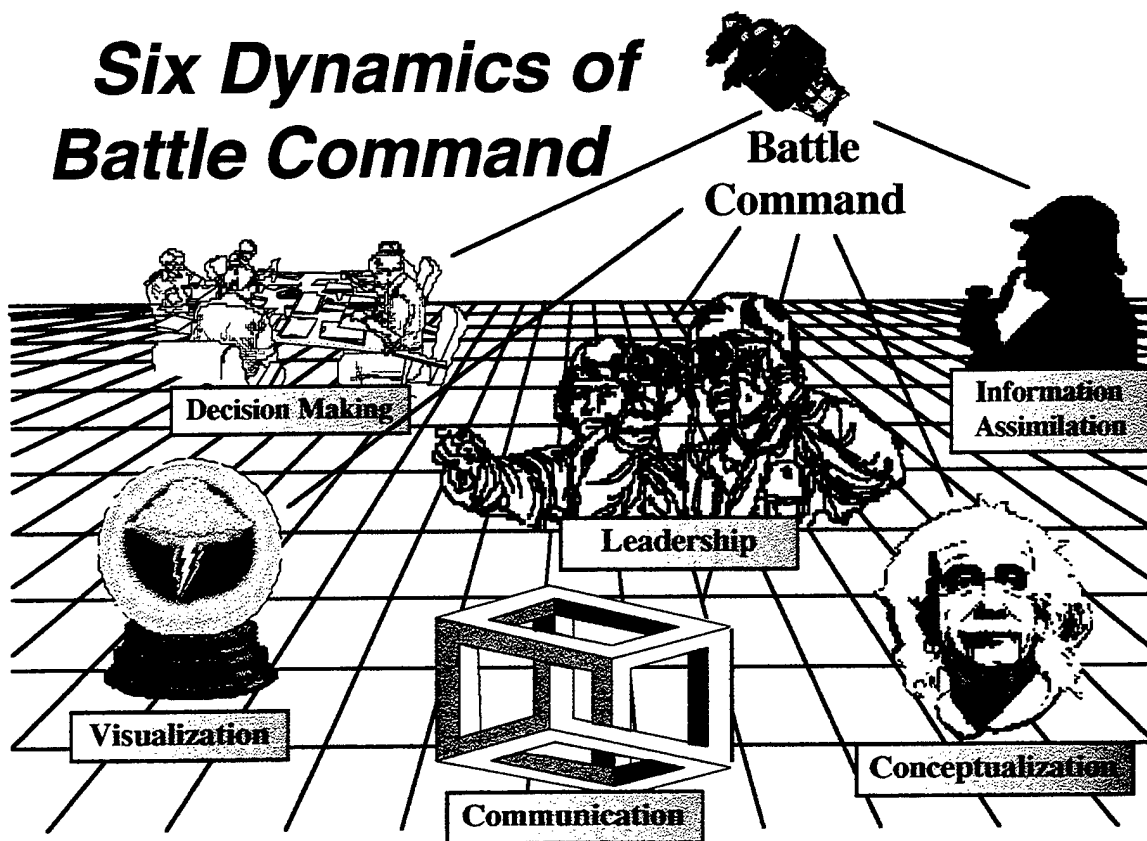 Six Dynamics of
Battle Command
Battle
Command
Decision Making
Information
Assimilation
Leadership
Visualization
Conceptualization
Communication